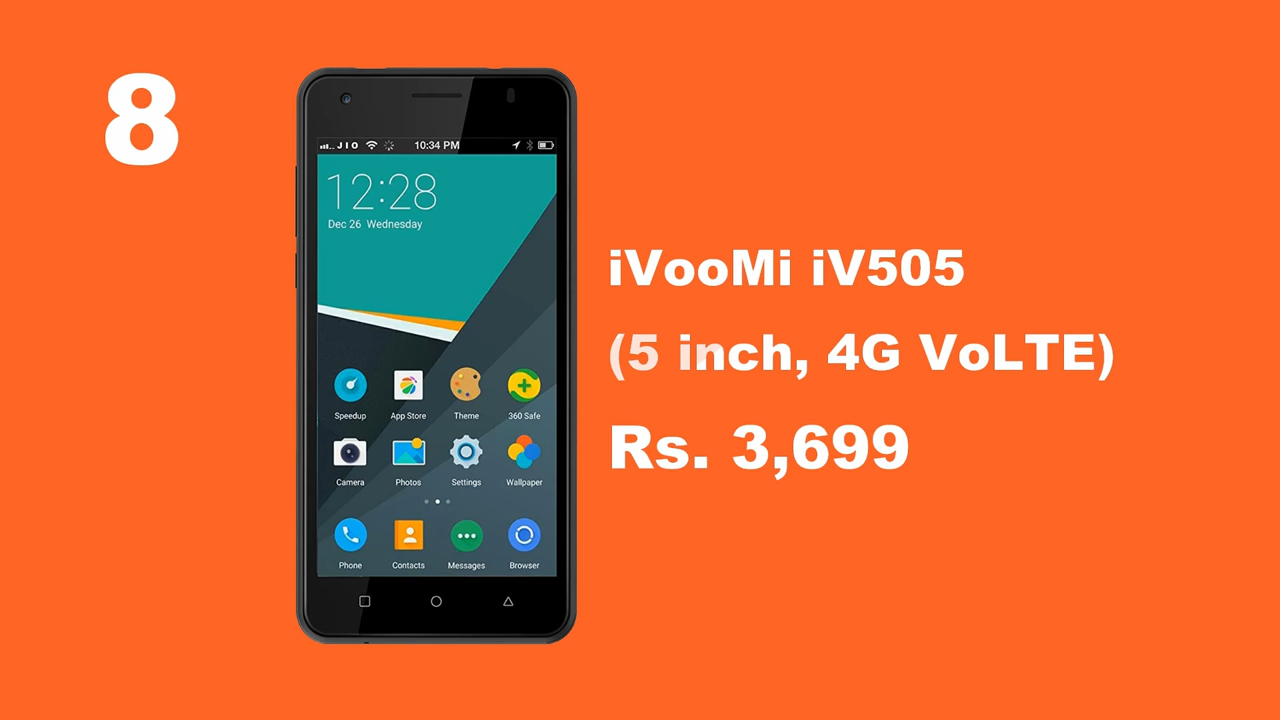 8
JIO 10:34 PM
12:28
Dec 26 Wednesday
Speedup App Store Theme 360 Safe
Camera Photos Settings Wallpaper
Phone Contacts Messages Browser
iVooMi iV505
(5 inch, 4G VoLTE)
Rs. 3,699